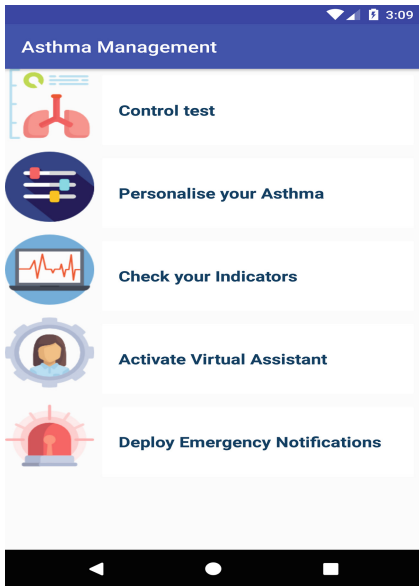 3:09
Asthma Management
Control test
Personalise your Asthma
Check your Indicators
Activate Virtual Assistant
Deploy Emergency Notifications